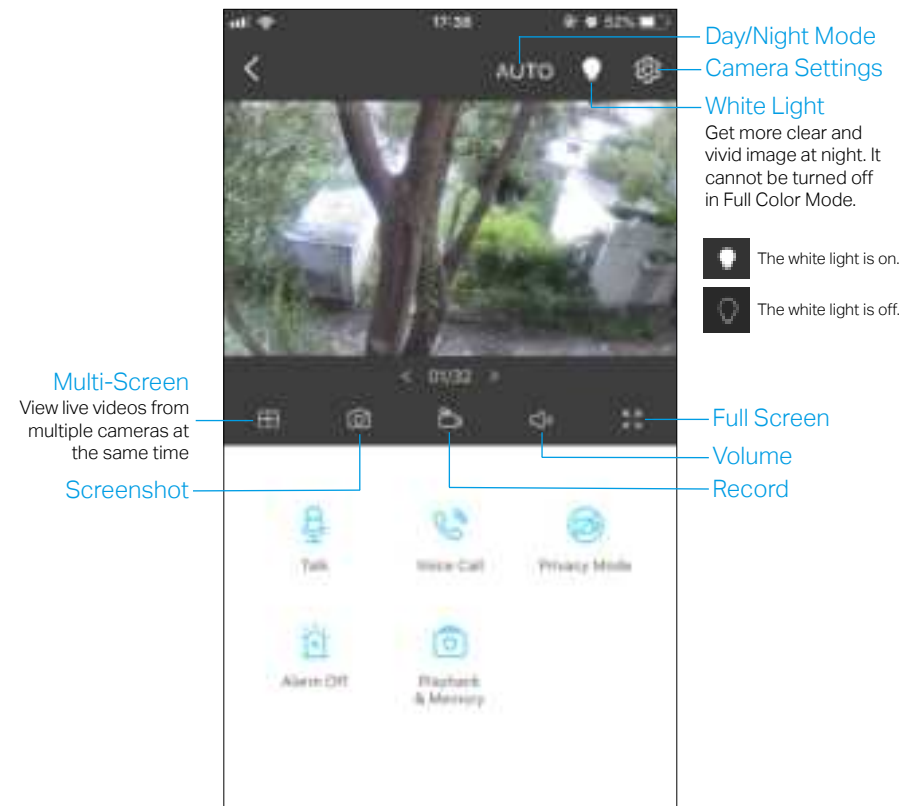 17:38
52%
Day/Night Mode
AUTO
Camera Settings
White Light
Get more clear and
vivid image at night. It
cannot be turned off
in Full Color Mode.
The white light is on.
The white light is off.
< 01/32 >
Multi-Screen
View live videos from
multiple cameras at
the same time
Full Screen
Volume
Screenshot
Record
Talk
Voice Call
Privacy Mode
Alarm Off
Playback
& Memory